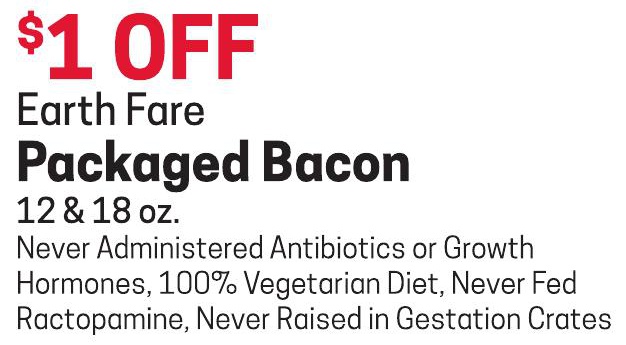 $1 OFF
Earth Fare
Packaged Bacon
12 & 18 oz.
Never Administered Antibiotics or Growth
Hormones, 100% Vegetarian Diet, Never Fed
Ractopamine, Never Raised in Gestation Crates